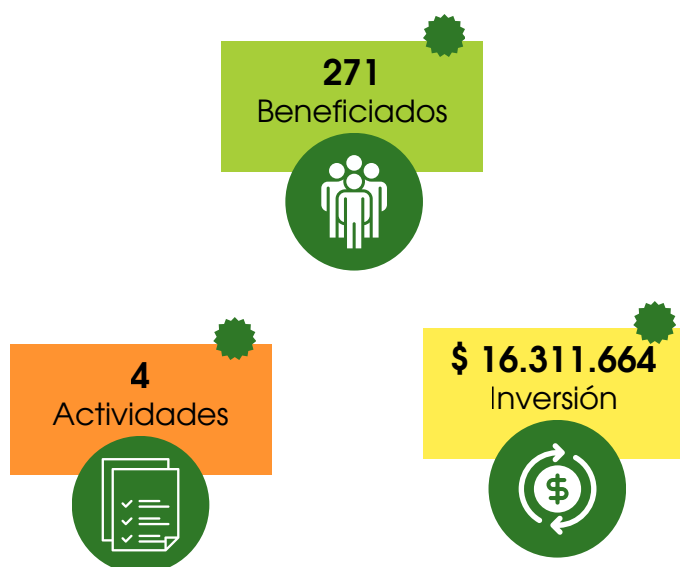 271
Beneficiados
4
Actividades
$ 16.311.664
Inversión
$